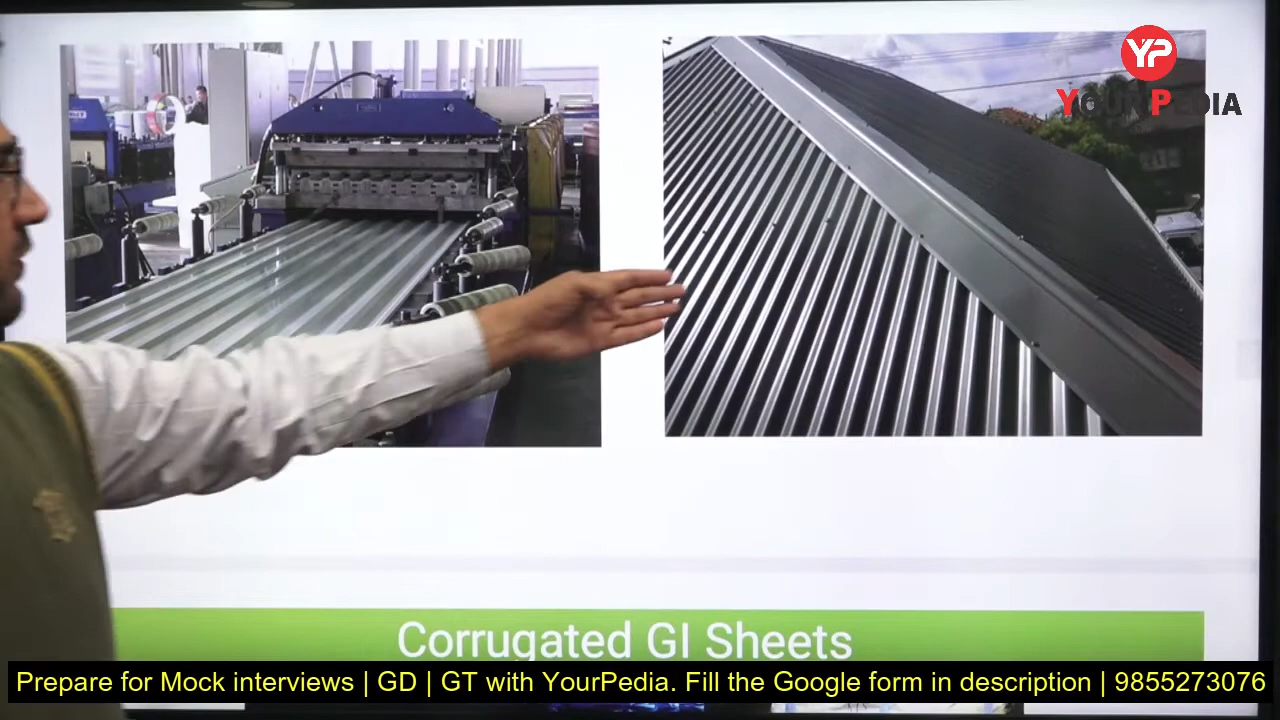 YP
YOURPEDIA
Corrugated GI Sheets
Prepare for Mock interviews | GD | GT with YourPedia. Fill the Google form in description | 9855273076